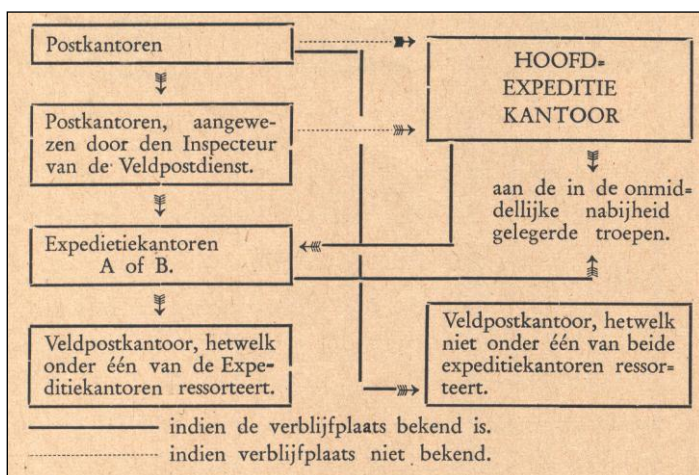 Postkantoren
HOOFD=
EXPEDITIE
KANTOOR
Postkantoren, aangewe-
zen door den Inspecteur
van de Veldpostdienst.
aan de in de onmid=
dellijke nabijheid
gelegerde troepen.
Expedietiekantoren
A of B.
Veldpostkantoor, hetwelk
onder één van de Expe-
ditiekantoren ressorteert.
Veldpostkantoor, hetwelk
niet onder één van beide
expeditiekantoren ressor=
teert.
indien de verblijfplaats bekend is.
indien verblijfplaats niet bekend.